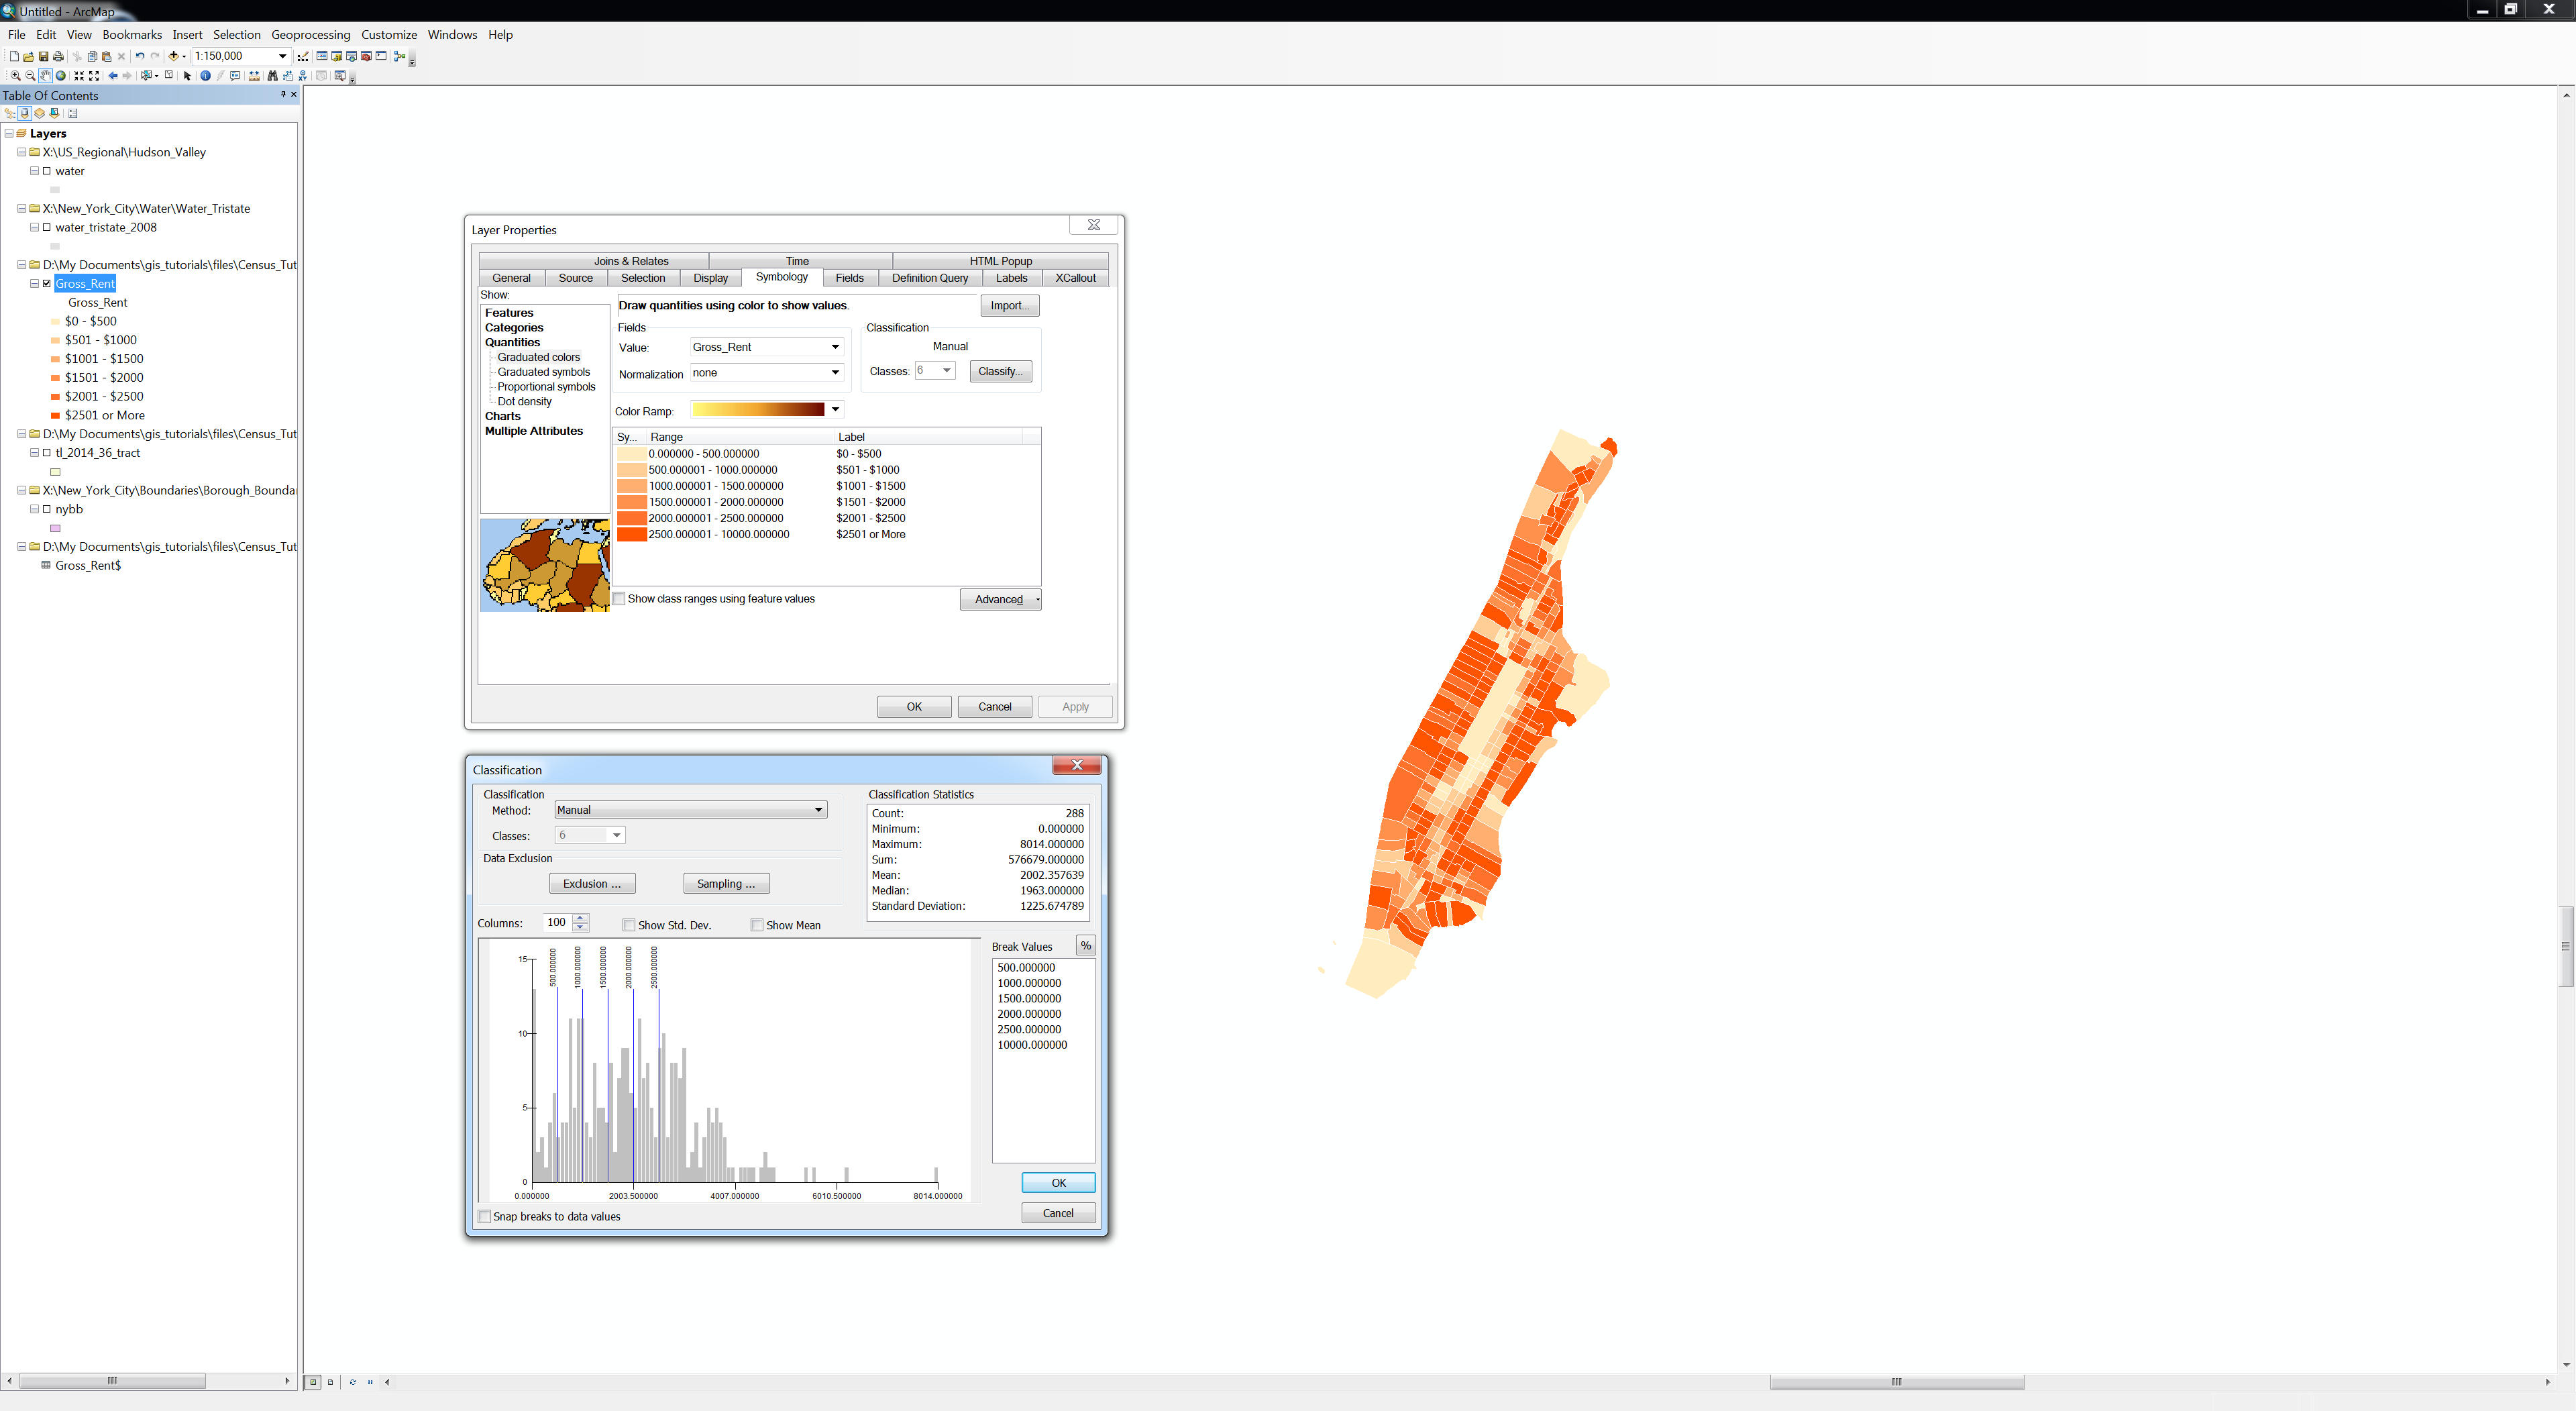 Untitled - ArcMap
File Edit View Bookmarks Insert Selection Geoprocessing Customize Windows Help
1:150,000
Table Of Contents
Layers
X:\US_Regional\Hudson_Valley
water
X:\New_York_City\Water\Water_Tristate
water_tristate_2008
D:\My Documents\gis_tutorials\files\Census_Tut
Gross_Rent
Gross_Rent
$0 - $500
$501 - $1000
$1001 - $1500
$1501 - $2000
$2001 - $2500
$2501 or More
D:\My Documents\gis_tutorials\files\Census_Tut
tl_2014_36_tract
X:\New_York_City\Boundaries\Borough_Bounda
nybb
D:\My Documents\gis_tutorials\files\Census_Tut
Gross_Rent$
Layer Properties
Joins & Relates Time HTML Popup
General Source Selection Display Symbology Fields Definition Query Labels XCallout
Show:
Features
Categories
Quantities
Graduated colors
Graduated symbols
Proportional symbols
Dot density
Charts
Multiple Attributes
Draw quantities using color to show values.
Import...
Fields
Value: Gross_Rent
Normalization none
Classification
Manual
Classes: 6 Classify...
Color Ramp:
Sy... Range Label
0.000000 - 500.000000 $0 - $500
500.000001 - 1000.000000 $501 - $1000
1000.000001 - 1500.000000 $1001 - $1500
1500.000001 - 2000.000000 $1501 - $2000
2000.000001 - 2500.000000 $2001 - $2500
2500.000001 - 10000.000000 $2501 or More
Show class ranges using feature values
Advanced
OK Cancel Apply
Classification
Classification
Method: Manual
Classes: 6
Data Exclusion
Exclusion ... Sampling ...
Classification Statistics
Count: 288
Minimum: 0.000000
Maximum: 8014.000000
Sum: 576679.000000
Mean: 2002.357639
Median: 1963.000000
Standard Deviation: 1225.674789
Columns: 100 Show Std. Dev. Show Mean
Break Values %
500.000000
1000.000000
1500.000000
2000.000000
2500.000000
10000.000000
500.000000 1000.000000 1500.000000 2000.000000 2500.000000
15
10
5
0
0.000000 2003.500000 4007.000000 6010.500000 8014.000000
Snap breaks to data values
OK
Cancel